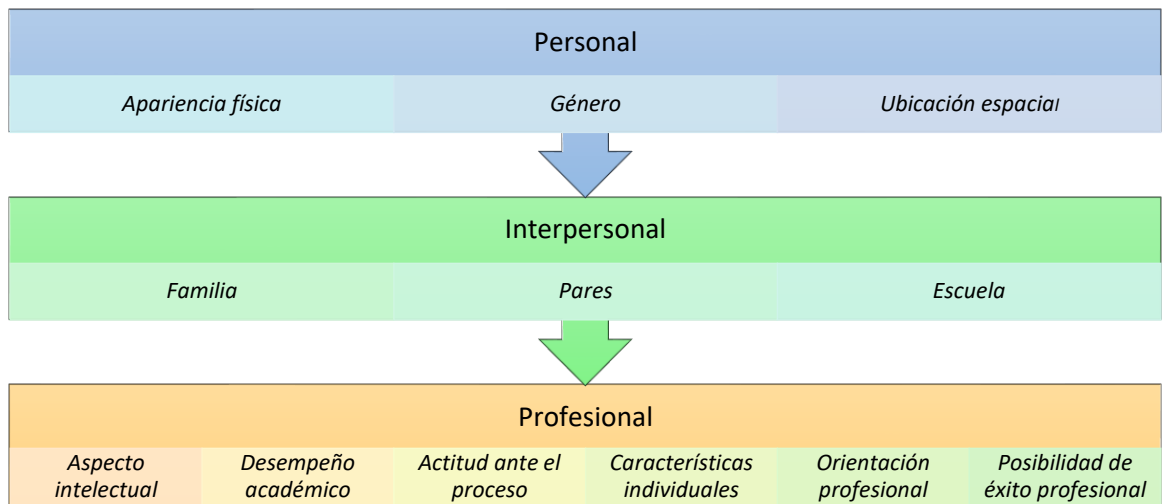 Personal
Apariencia física Género Ubicación espacial
Interpersonal
Familia Pares Escuela
Profesional
Aspecto intelectual
Desempeño académico
Actitud ante el proceso
Características individuales
Orientación profesional
Posibilidad de éxito profesional